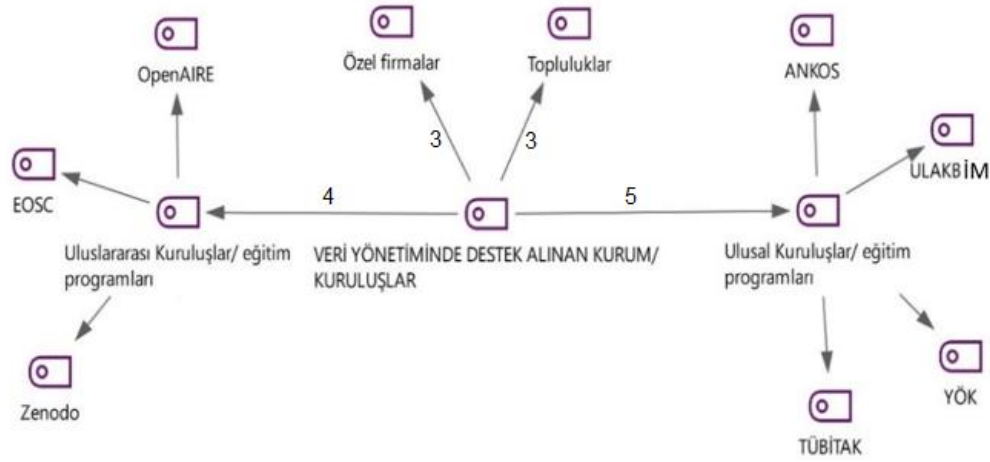 Özel firmalar
Topluluklar
OpenAIRE
ANKOS
3
3
ULAKBİM
EOSC
4
5
Uluslararası Kuruluşlar/ eğitim
programları
VERİ YÖNETİMİNDE DESTEK ALINAN KURUM/
KURULUŞLAR
Ulusal Kuruluşlar/ eğitim
programları
Zenodo
YÖK
TÜBİTAK